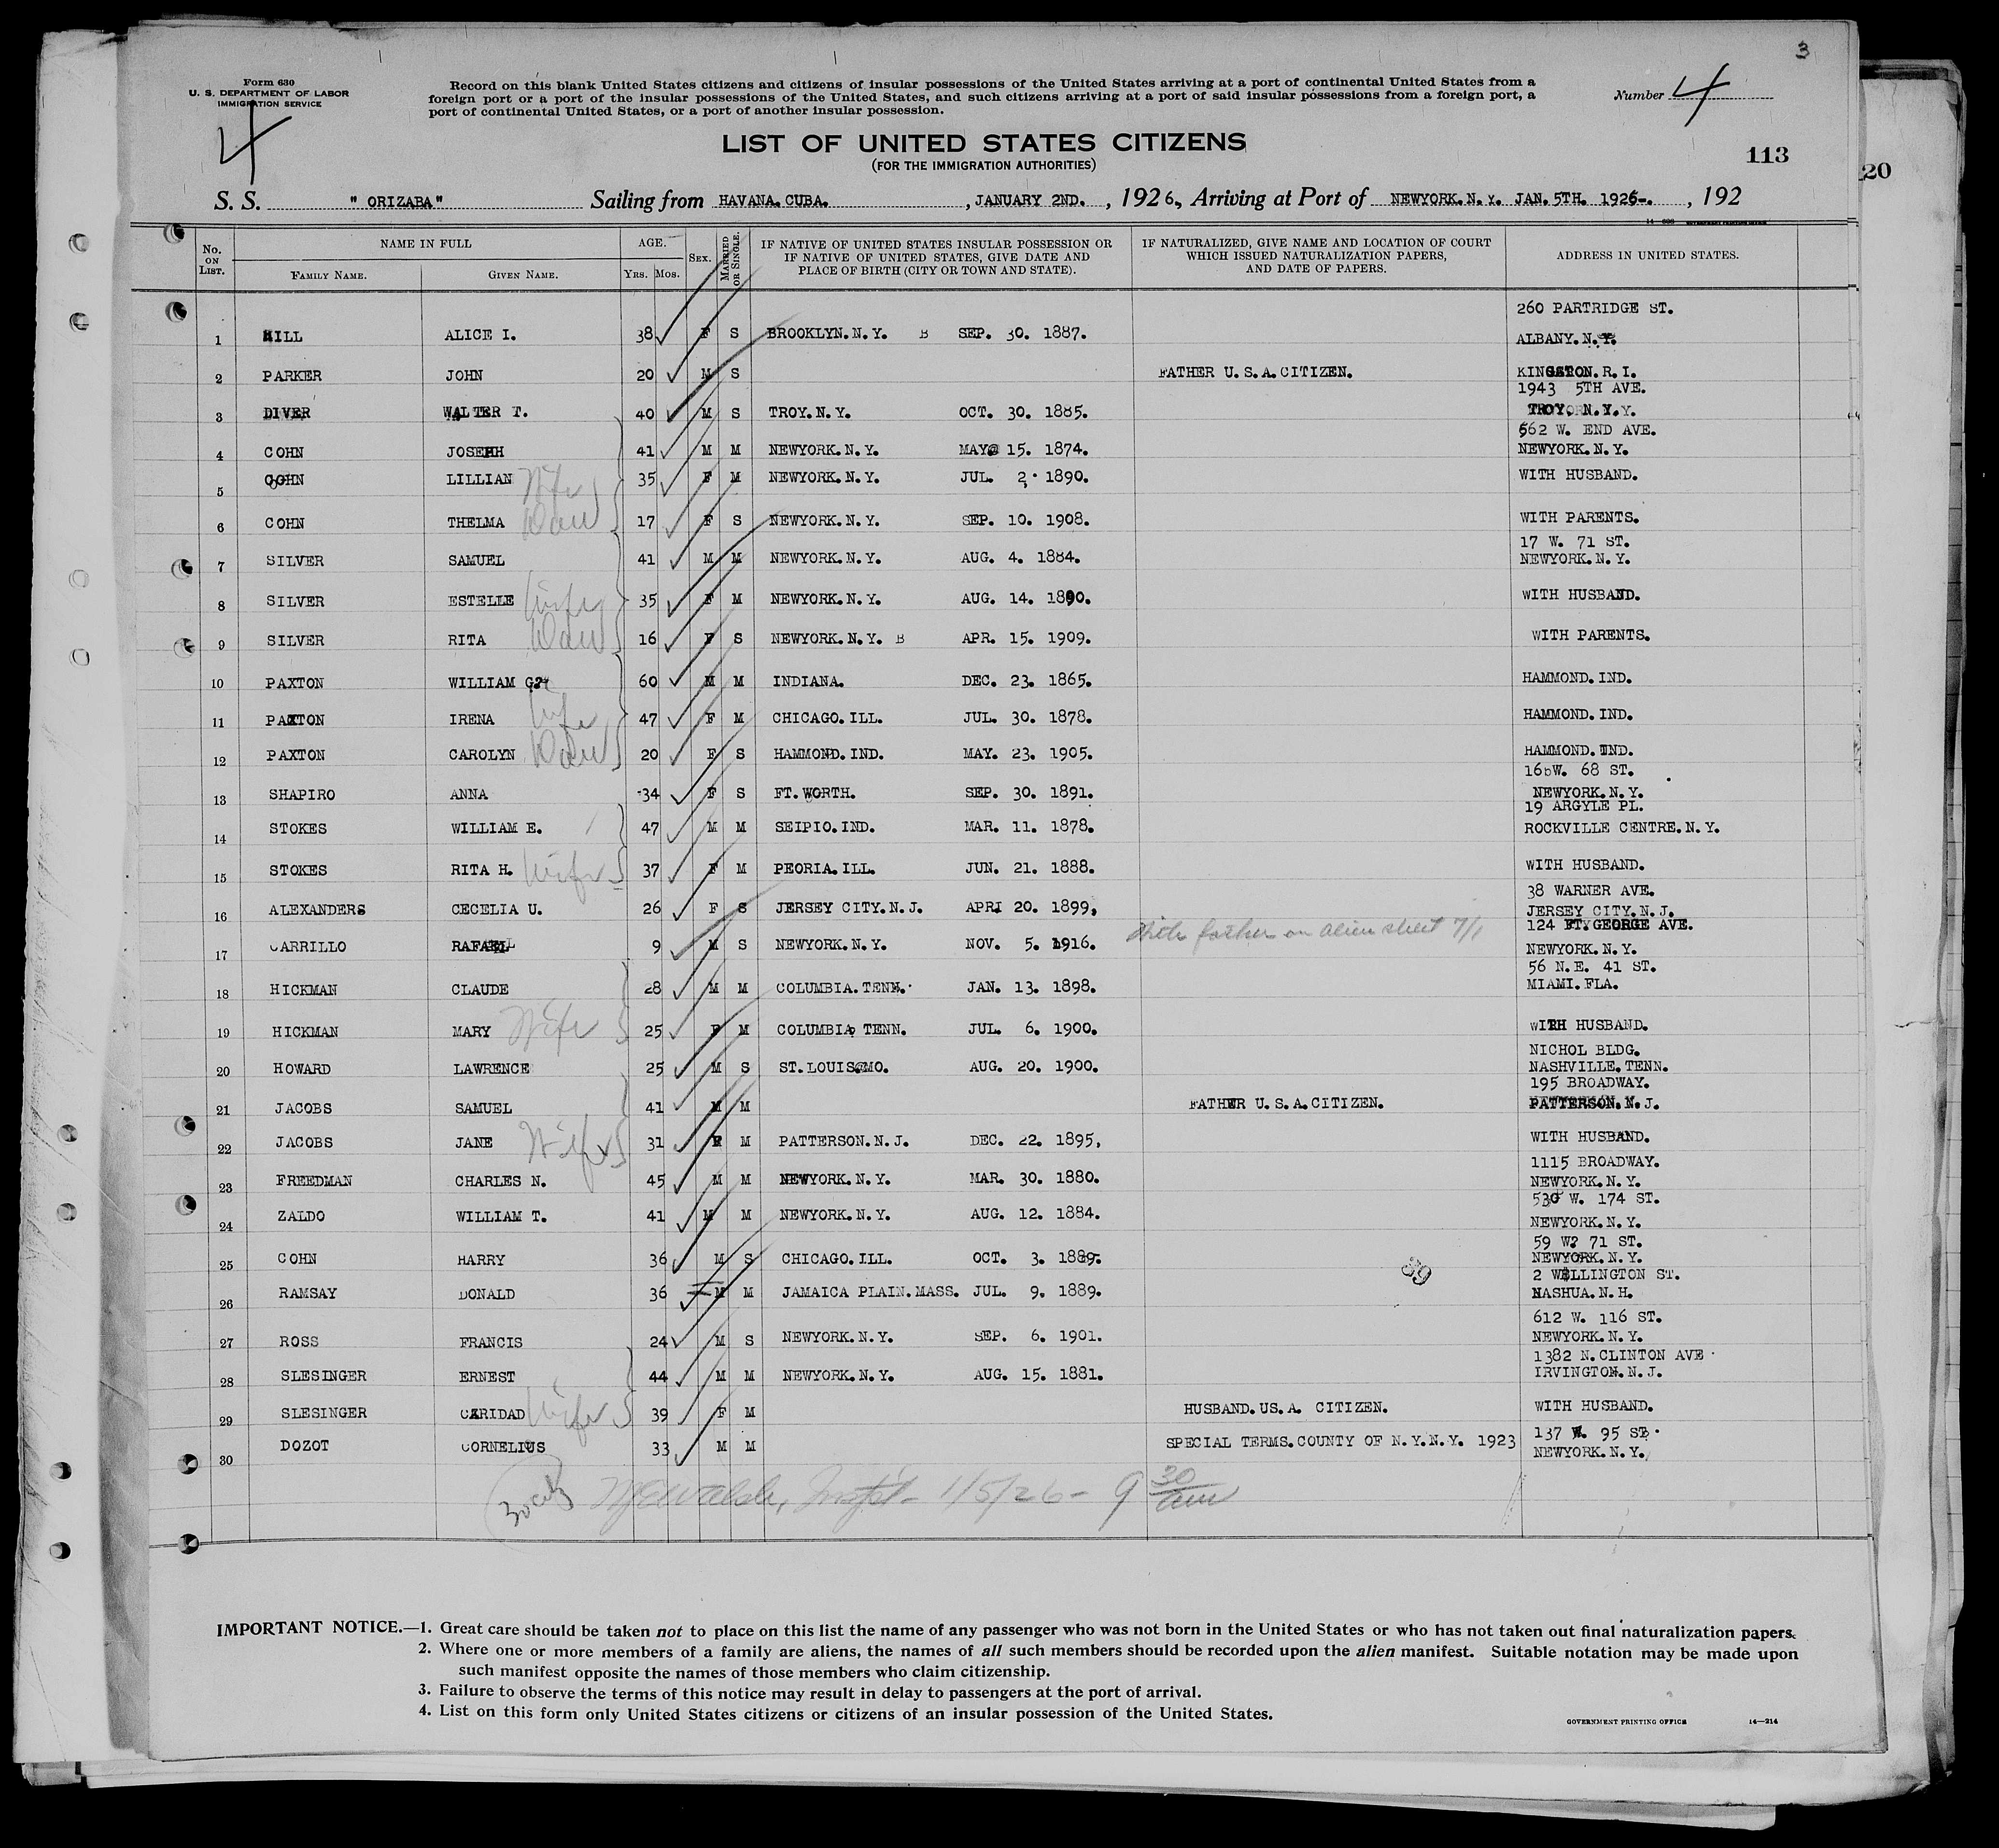 3
Form 630
U. S. DEPARTMENT OF LABOR
IMMIGRATION SERVICE
4
Record on this blank United States citizens and citizens of insular possessions of the United States arriving at a port of continental United States from a
foreign port or a port of the insular possessions of the United States, and such citizens arriving at a port of said insular possessions from a foreign port, a
port of continental United States, or a port of another insular possession.
Number 4
LIST OF UNITED STATES CITIZENS
(FOR THE IMMIGRATION AUTHORITIES)
113
20
S. S. " ORIZABA" Sailing from HAVANA. CUBA. , JANUARY 2ND. , 1926., Arriving at Port of NEWYORK. N. Y. JAN. 5TH. 1926-. , 192
No. ON LIST. NAME IN FULL AGE. SEX. MARRIED OR SINGLE. IF NATIVE OF UNITED STATES INSULAR POSSESSION OR IF NATIVE OF UNITED STATES, GIVE DATE AND PLACE OF BIRTH (CITY OR TOWN AND STATE). IF NATURALIZED, GIVE NAME AND LOCATION OF COURT WHICH ISSUED NATURALIZATION PAPERS, AND DATE OF PAPERS. ADDRESS IN UNITED STATES.
FAMILY NAME. GIVEN NAME. YRS. MOS.
260 PARTRIDGE ST.
1 HILL ALICE I. 38 F S BROOKLYN. N. Y. B SEP. 30. 1887. ALBANY. N. Y.
2 PARKER JOHN 20 M S FATHER U. S. A. CITIZEN. KINGSTON. R. I.
1943 5TH AVE.
3 DIVER WALTER T. 40 M S TROY. N. Y. OCT. 30. 1885. TROY. N. Y.
562 W. END AVE.
4 COHN JOSEPH 41 M M NEWYORK. N. Y. MAY 15. 1874. NEWYORK. N. Y.
5 COHN LILLIAN Wife 35 F M NEWYORK. N. Y. JUL. 2. 1890. WITH HUSBAND.
6 COHN THELMA Dau 17 F S NEWYORK. N. Y. SEP. 10. 1908. WITH PARENTS.
17 W. 71 ST.
7 SILVER SAMUEL 41 M M NEWYORK. N. Y. AUG. 4. 1884. NEWYORK. N. Y.
8 SILVER ESTELLE Wife 35 F M NEWYORK. N. Y. AUG. 14. 1890. WITH HUSBAND.
9 SILVER RITA Dau 16 F S NEWYORK. N. Y. B APR. 15. 1909. WITH PARENTS.
10 PAXTON WILLIAM G. 60 M M INDIANA. DEC. 23. 1865. HAMMOND. IND.
11 PAXTON IRENA Wife 47 F M CHICAGO. ILL. JUL. 30. 1878. HAMMOND. IND.
12 PAXTON CAROLYN Dau 20 F S HAMMOND. IND. MAY. 23. 1905. HAMMOND. IND.
W. 68 ST.
13 SHAPIRO ANNA 34 F S FT. WORTH. SEP. 30. 1891. NEWYORK. N. Y.
19 ARGYLE PL.
14 STOKES WILLIAM E. 47 M M SEIPIO. IND. MAR. 11. 1878. ROCKVILLE CENTRE. N. Y.
15 STOKES RITA H. Wife 37 F M PEORIA. ILL. JUN. 21. 1888. WITH HUSBAND.
38 WARNER AVE.
16 ALEXANDERS CECELIA U. 26 F S JERSEY CITY. N. J. APRI 20. 1899, JERSEY CITY. N. J.
124 FT. GEORGE AVE.
17 CARRILLO RAFAEL 9 M S NEWYORK. N. Y. NOV. 5. 1916. With father on alien sheet 7/1 NEWYORK. N. Y.
56 N. E. 41 ST.
18 HICKMAN CLAUDE 28 M M COLUMBIA. TENN. JAN. 13. 1898. MIAMI. FLA.
19 HICKMAN MARY Wife 25 F M COLUMBIA, TENN. JUL. 6. 1900. WITH HUSBAND.
NICHOL BLDG.
20 HOWARD LAWRENCE 25 M S ST. LOUIS. MO. AUG. 20. 1900. NASHVILLE. TENN.
195 BROADWAY.
21 JACOBS SAMUEL 41 M M FATHER U. S. A. CITIZEN. PATTERSON. N. J.
22 JACOBS JANE Wife 31 F M PATTERSON. N. J. DEC. 22. 1895, WITH HUSBAND.
1115 BROADWAY.
23 FREEDMAN CHARLES N. 45 M M NEWYORK. N. Y. MAR. 30. 1880. NEWYORK. N. Y.
530 W. 174 ST.
24 ZALDO WILLIAM T. 41 M M NEWYORK. N. Y. AUG. 12. 1884. NEWYORK. N. Y.
59 W? 71 ST.
25 COHN HARRY 36 M S CHICAGO. ILL. OCT. 3. 1889. NEWYORK. N. Y.
39
2 WELLINGTON ST.
26 RAMSAY DONALD 36 M M JAMAICA PLAIN. MASS. JUL. 9. 1889. NASHUA. N. H.
612 W. 116 ST.
27 ROSS FRANCIS 24 M S NEWYORK. N. Y. SEP. 6. 1901. NEWYORK. N. Y.
1382 N. CLINTON AVE
28 SLESINGER ERNEST 44 M M NEWYORK. N. Y. AUG. 15. 1881. IRVINGTON. N. J.
29 SLESINGER CARIDAD Wife 39 F M HUSBAND. US. A. CITIZEN. WITH HUSBAND.
137 W. 95 ST.
30 DOZOT CORNELIUS 33 M M SPECIAL TERMS. COUNTY OF N. Y. N. Y. 1923 NEWYORK. N. Y.
1/5/26 - 9 30 am
IMPORTANT NOTICE.—1. Great care should be taken not to place on this list the name of any passenger who was not born in the United States or who has not taken out final naturalization papers.
2. Where one or more members of a family are aliens, the names of all such members should be recorded upon the alien manifest. Suitable notation may be made upon
such manifest opposite the names of those members who claim citizenship.
3. Failure to observe the terms of this notice may result in delay to passengers at the port of arrival.
4. List on this form only United States citizens or citizens of an insular possession of the United States.
GOVERNMENT PRINTING OFFICE 14—214